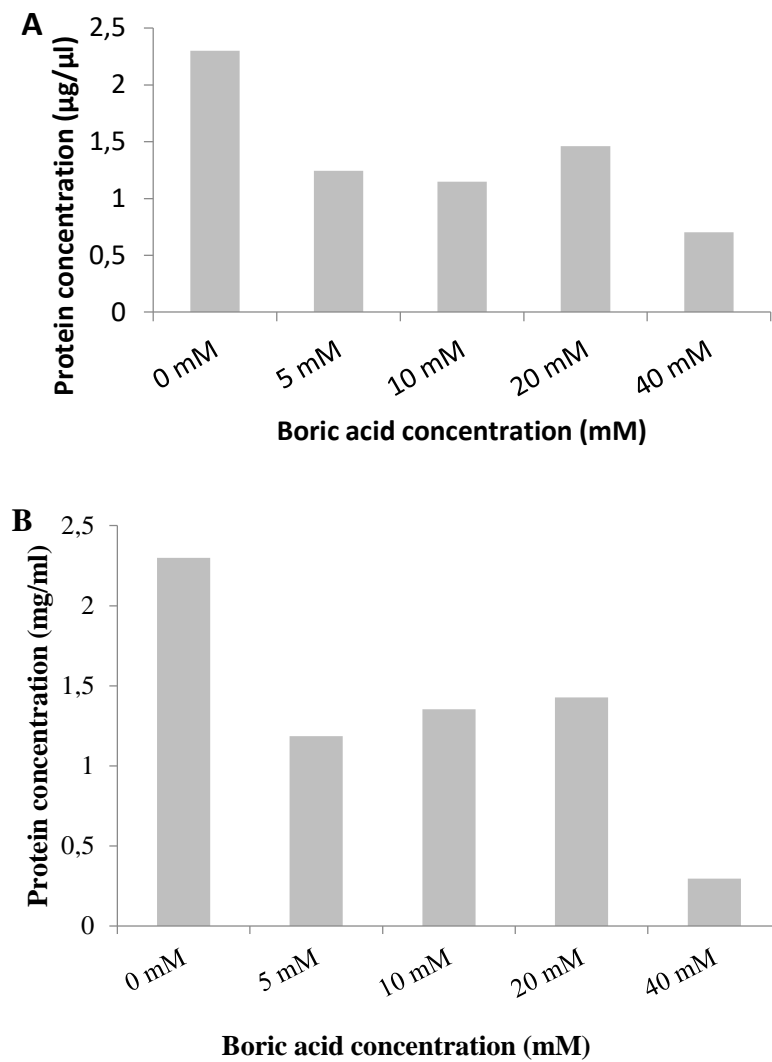 A
Protein concentration (µg/µl)
2,5
2
1,5
1
0,5
0
0 mM
5 mM
10 mM
20 mM
40 mM
Boric acid concentration (mM)
B
Protein concentration (mg/ml)
2,5
2
1,5
1
0,5
0
0 mM
5 mM
10 mM
20 mM
40 mM
Boric acid concentration (mM)